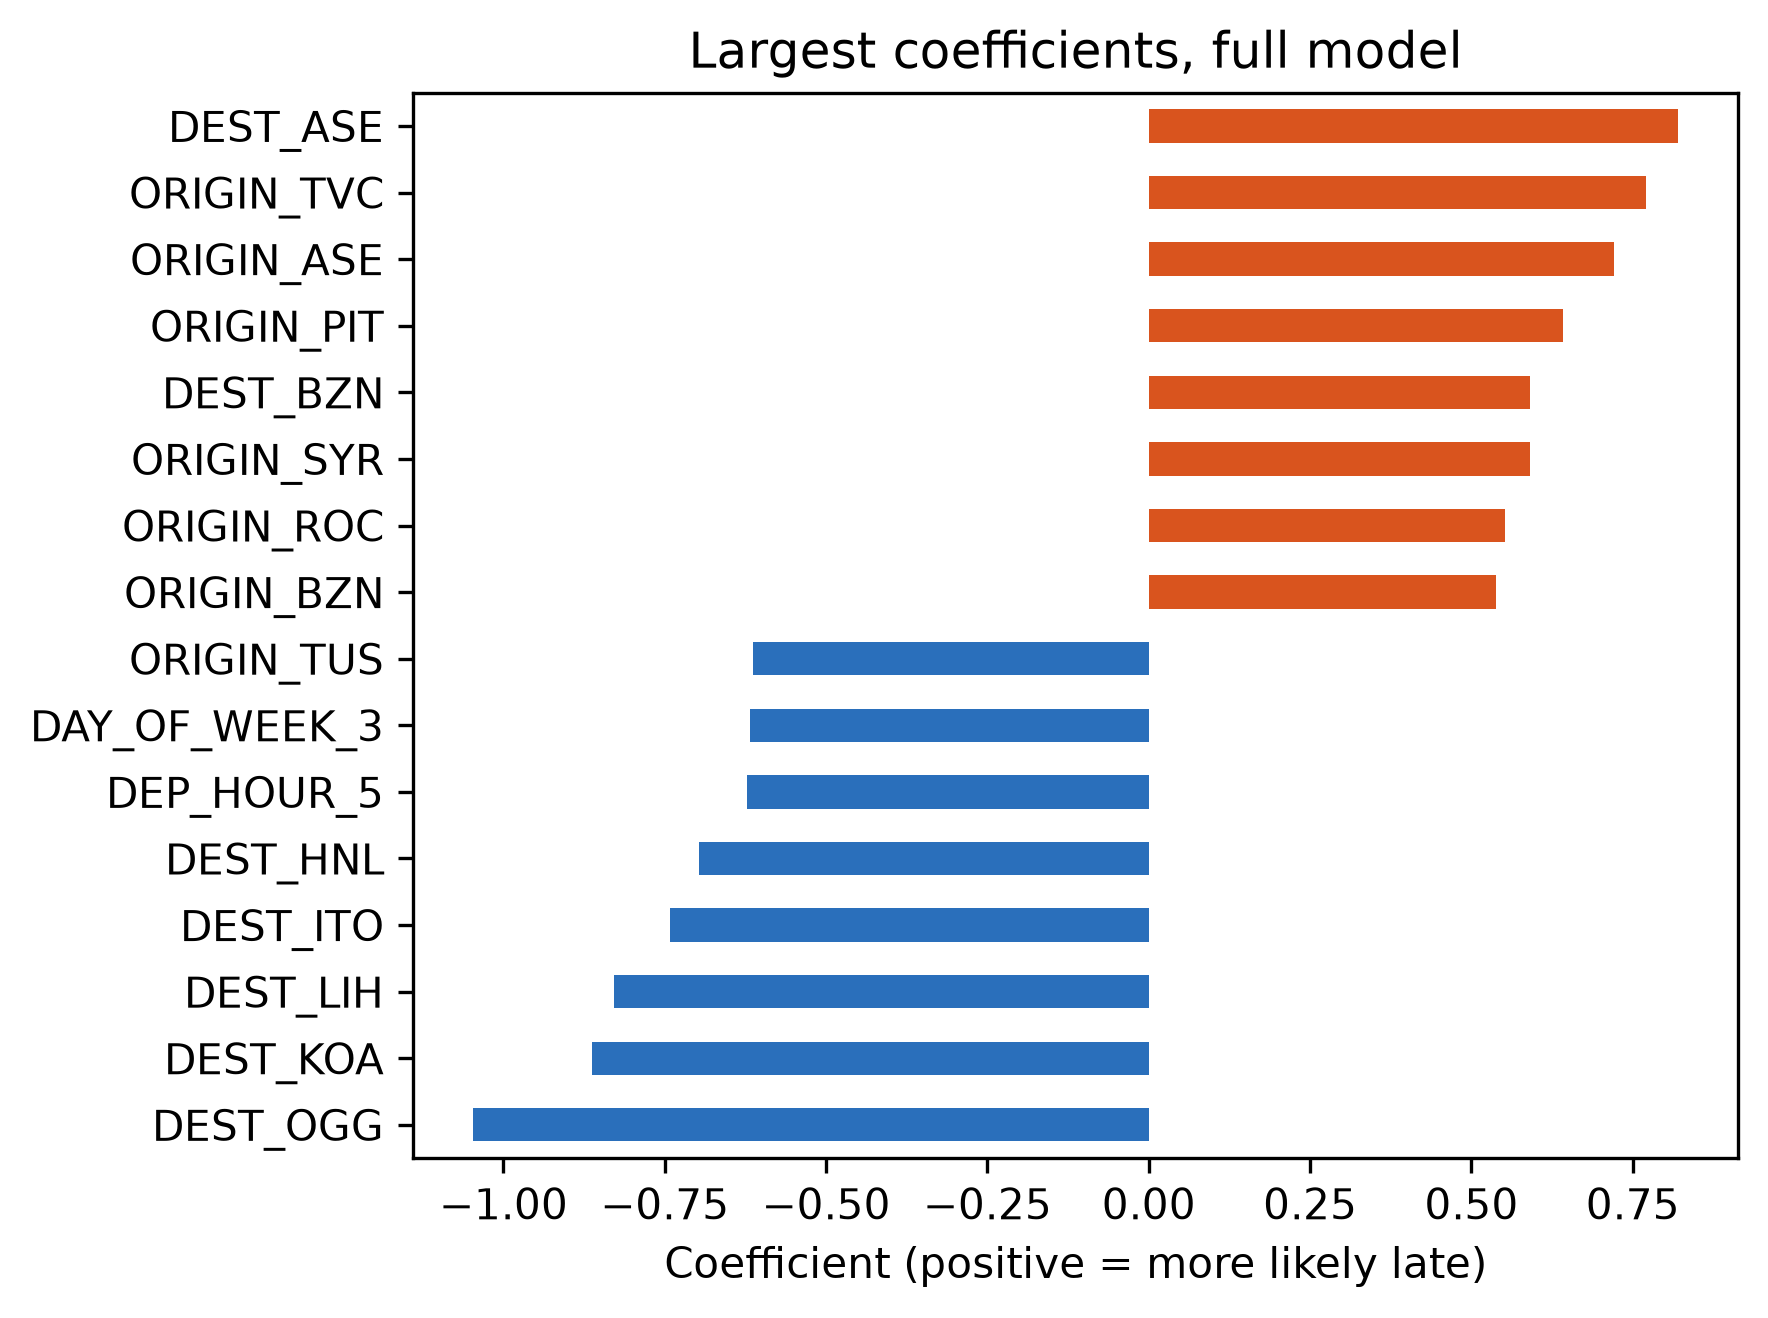 Largest coefficients, full model
DEST_ASE
ORIGIN_TVC
ORIGIN_ASE
ORIGIN_PIT
DEST_BZN
ORIGIN_SYR
ORIGIN_ROC
ORIGIN_BZN
ORIGIN_TUS
DAY_OF_WEEK_3
DEP_HOUR_5
DEST_HNL
DEST_ITO
DEST_LIH
DEST_KOA
DEST_OGG
−1.00 −0.75 −0.50 −0.25 0.00 0.25 0.50 0.75
Coefficient (positive = more likely late)